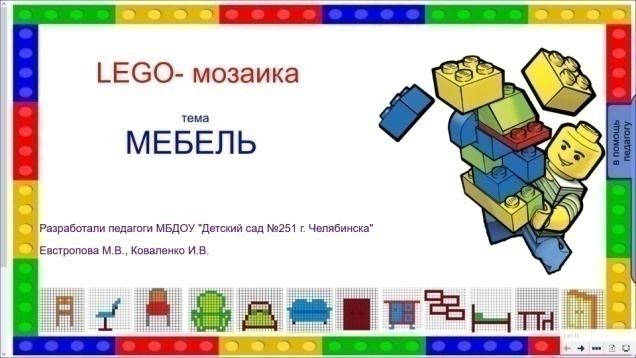 LEGO- мозаика
тема
МЕБЕЛЬ
в помощь
педагогу
Разработали педагоги МБДОУ "Детский сад №251 г. Челябинска"
Евстропова М.В., Коваленко И.В.